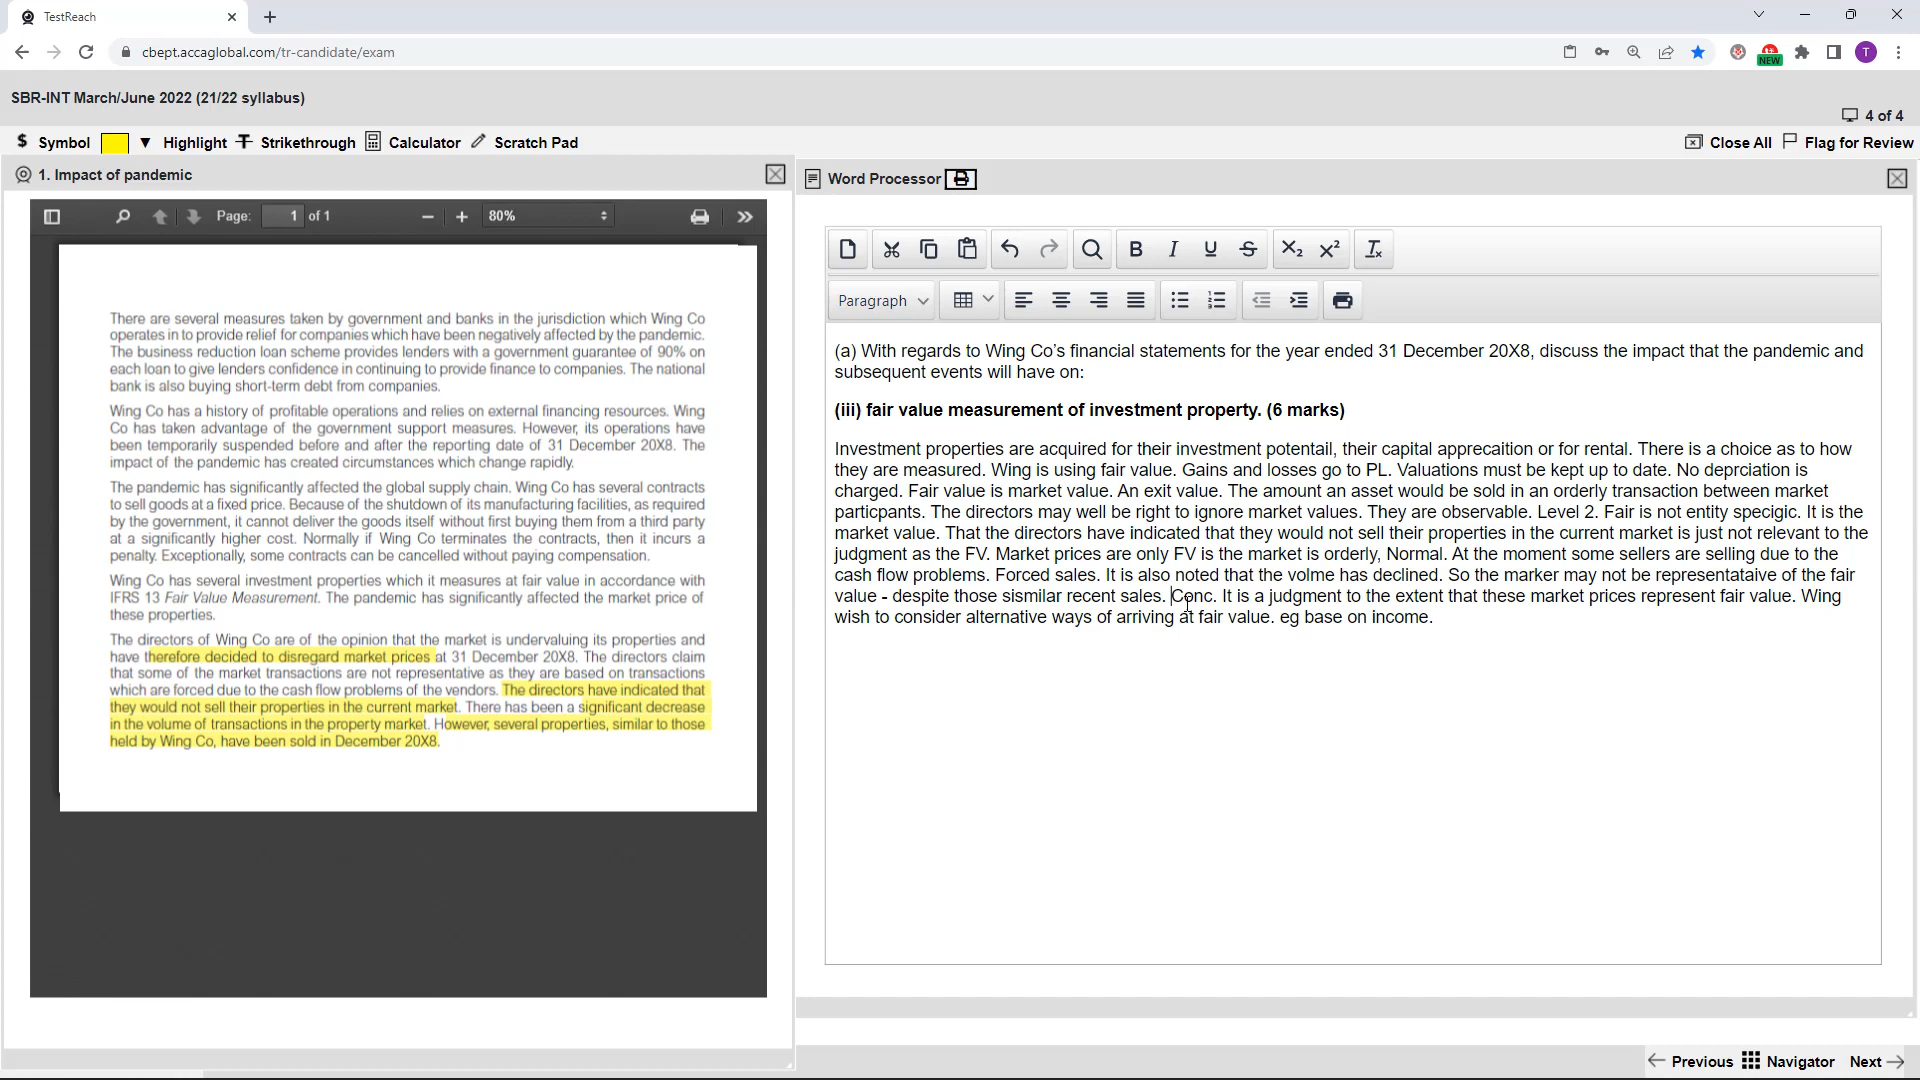 TestReach
cbept.accaglobal.com/tr-candidate/exam
NEW
T
SBR-INT March/June 2022 (21/22 syllabus)
4 of 4
$ Symbol Highlight Strikethrough Calculator Scratch Pad
Close All Flag for Review
1. Impact of pandemic
Word Processor
Page: 1 of 1
80%
There are several measures taken by government and banks in the jurisdiction which Wing Co
operates in to provide relief for companies which have been negatively affected by the pandemic.
The business reduction loan scheme provides lenders with a government guarantee of 90% on
each loan to give lenders confidence in continuing to provide finance to companies. The national
bank is also buying short-term debt from companies.
Wing Co has a history of profitable operations and relies on external financing resources. Wing
Co has taken advantage of the government support measures. However, its operations have
been temporarily suspended before and after the reporting date of 31 December 20X8. The
impact of the pandemic has created circumstances which change rapidly.
The pandemic has significantly affected the global supply chain. Wing Co has several contracts
to sell goods at a fixed price. Because of the shutdown of its manufacturing facilities, as required
by the government, it cannot deliver the goods itself without first buying them from a third party
at a significantly higher cost. Normally if Wing Co terminates the contracts, then it incurs a
penalty. Exceptionally, some contracts can be cancelled without paying compensation.
Wing Co has several investment properties which it measures at fair value in accordance with
IFRS 13 Fair Value Measurement. The pandemic has significantly affected the market price of
these properties.
The directors of Wing Co are of the opinion that the market is undervaluing its properties and
have therefore decided to disregard market prices at 31 December 20X8. The directors claim
that some of the market transactions are not representative as they are based on transactions
which are forced due to the cash flow problems of the vendors. The directors have indicated that
they would not sell their properties in the current market. There has been a significant decrease
in the volume of transactions in the property market. However, several properties, similar to those
held by Wing Co, have been sold in December 20X8.
B I U S X2 X2 Ix
Paragraph
(a) With regards to Wing Co's financial statements for the year ended 31 December 20X8, discuss the impact that the pandemic and
subsequent events will have on:
(iii) fair value measurement of investment property. (6 marks)
Investment properties are acquired for their investment potentail, their capital apprecaition or for rental. There is a choice as to how
they are measured. Wing is using fair value. Gains and losses go to PL. Valuations must be kept up to date. No deprciation is
charged. Fair value is market value. An exit value. The amount an asset would be sold in an orderly transaction between market
particpants. The directors may well be right to ignore market values. They are observable. Level 2. Fair is not entity specigic. It is the
market value. That the directors have indicated that they would not sell their properties in the current market is just not relevant to the
judgment as the FV. Market prices are only FV is the market is orderly, Normal. At the moment some sellers are selling due to the
cash flow problems. Forced sales. It is also noted that the volme has declined. So the marker may not be representataive of the fair
value - despite those sismilar recent sales. Conc. It is a judgment to the extent that these market prices represent fair value. Wing
wish to consider alternative ways of arriving at fair value. eg base on income.
Previous Navigator Next